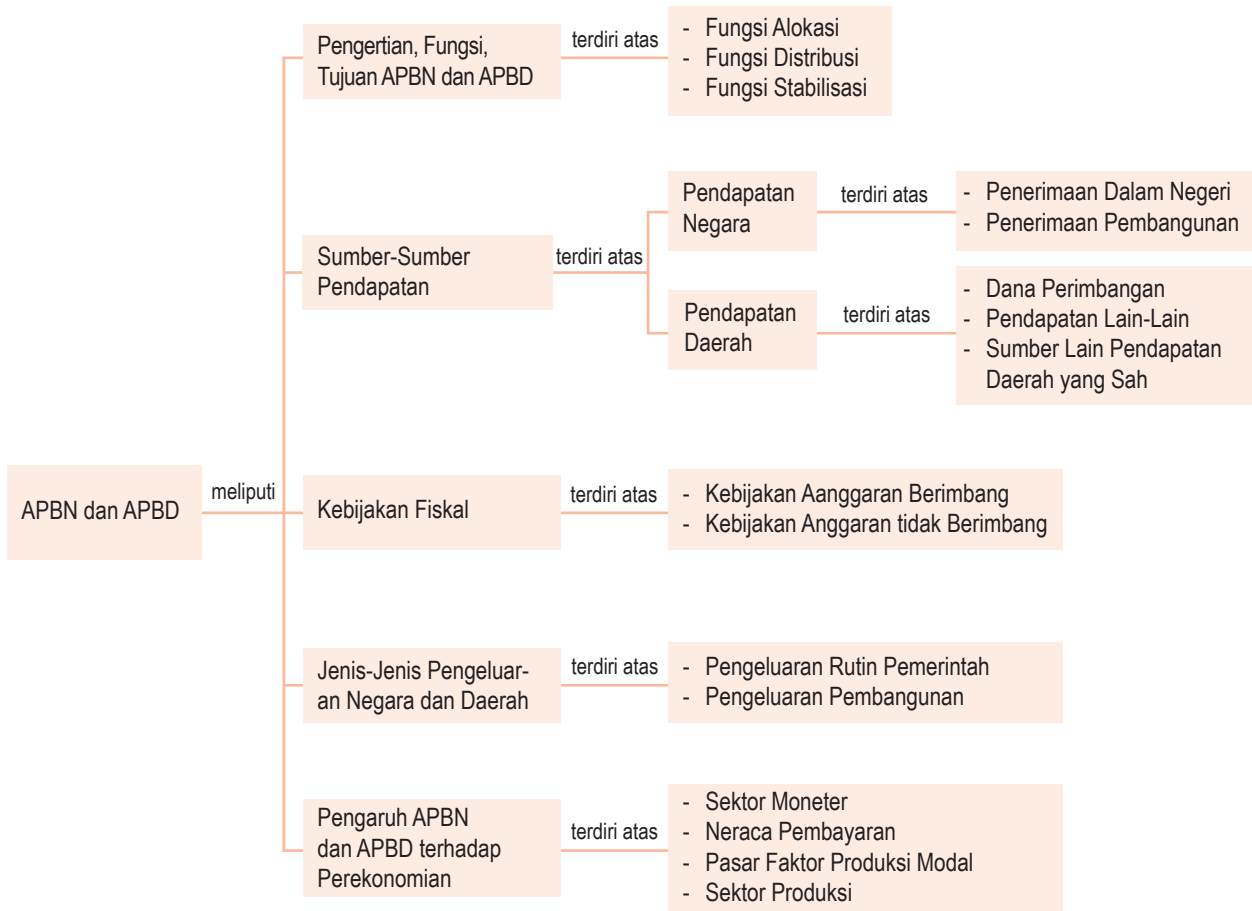 APBN dan APBD
meliputi
Pengertian, Fungsi,
Tujuan APBN dan APBD
terdiri atas
- Fungsi Alokasi
- Fungsi Distribusi
- Fungsi Stabilisasi
Sumber-Sumber
Pendapatan
terdiri atas
Pendapatan
Negara
terdiri atas
- Penerimaan Dalam Negeri
- Penerimaan Pembangunan
Pendapatan
Daerah
terdiri atas
- Dana Perimbangan
- Pendapatan Lain-Lain
- Sumber Lain Pendapatan
Daerah yang Sah
Kebijakan Fiskal
terdiri atas
- Kebijakan Aanggaran Berimbang
- Kebijakan Anggaran tidak Berimbang
Jenis-Jenis Pengeluar-
an Negara dan Daerah
terdiri atas
- Pengeluaran Rutin Pemerintah
- Pengeluaran Pembangunan
Pengaruh APBN
dan APBD terhadap
Perekonomian
terdiri atas
- Sektor Moneter
- Neraca Pembayaran
- Pasar Faktor Produksi Modal
- Sektor Produksi